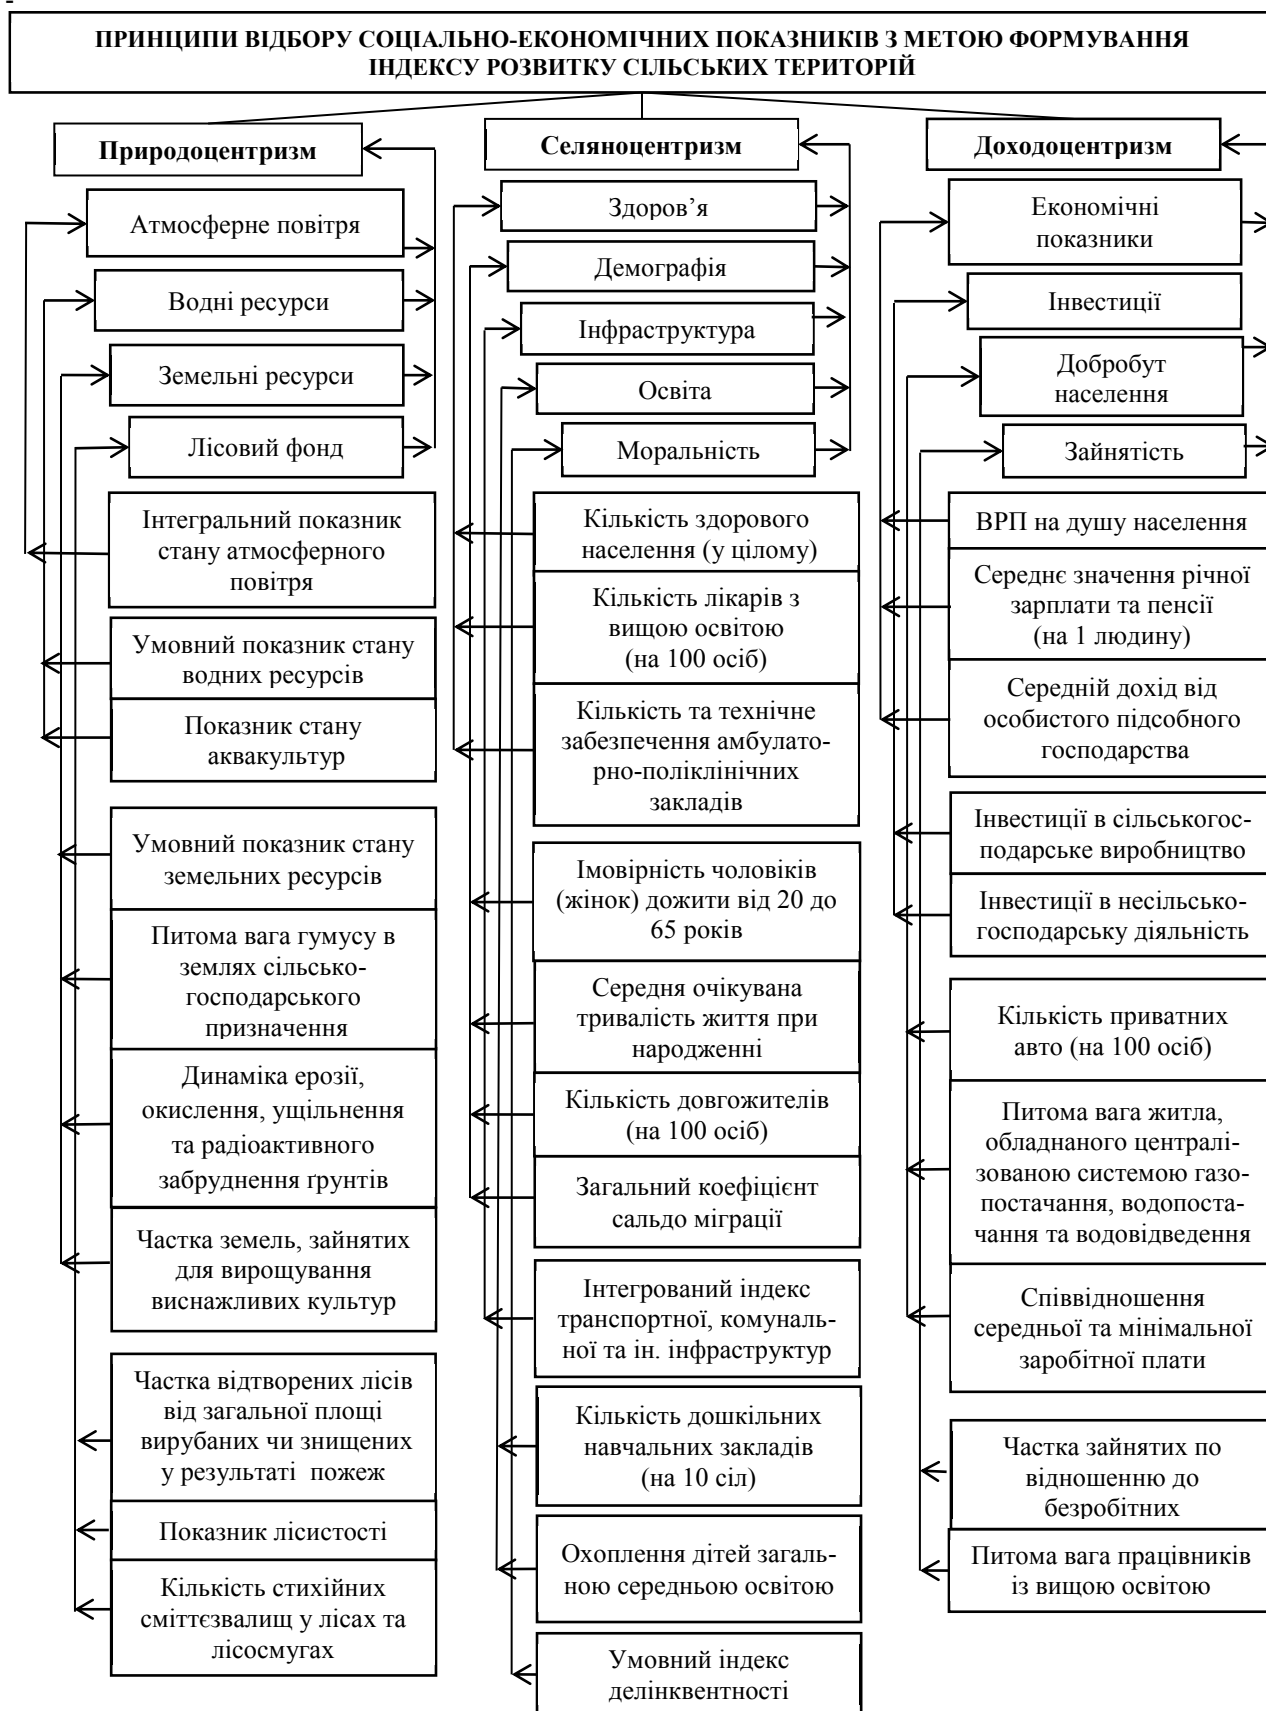 ПРИНЦИПИ ВІДБОРУ СОЦІАЛЬНО-ЕКОНОМІЧНИХ ПОКАЗНИКІВ З МЕТОЮ ФОРМУВАННЯ
ІНДЕКСУ РОЗВИТКУ СІЛЬСЬКИХ ТЕРИТОРІЙ
Природоцентризм
Атмосферне повітря
Водні ресурси
Земельні ресурси
Лісовий фонд
Інтегральний показник
стану атмосферного
повітря
Умовний показник стану
водних ресурсів
Показник стану
аквакультур
Умовний показник стану
земельних ресурсів
Питома вага гумусу в
землях сільсько-
господарського
призначення
Динаміка ерозії,
окислення, ущільнення
та радіоактивного
забруднення ґрунтів
Частка земель, зайнятих
для вирощування
виснажливих культур
Частка відтворених лісів
від загальної площі
вирубаних чи знищених
у результаті пожеж
Показник лісистості
Кількість стихійних
сміттєзвалищ у лісах та
лісосмугах
Селяноцентризм
Здоров’я
Демографія
Інфраструктура
Освіта
Моральність
Кількість здорового
населення (у цілому)
Кількість лікарів з
вищою освітою
(на 100 осіб)
Кількість та технічне
забезпечення амбулато-
рно-поліклінічних
закладів
Імовірність чоловіків
(жінок) дожити від 20 до
65 років
Середня очікувана
тривалість життя при
народженні
Кількість довгожителів
(на 100 осіб)
Загальний коефіцієнт
сальдо міграції
Інтегрований індекс
транспортної, комуналь-
ної та ін. інфраструктур
Кількість дошкільних
навчальних закладів
(на 10 сіл)
Охоплення дітей загаль-
ною середньою освітою
Умовний індекс
делінквентності
Доходоцентризм
Економічні
показники
Інвестиції
Добробут
населення
Зайнятість
ВРП на душу населення
Середнє значення річної
зарплати та пенсії
(на 1 людину)
Середній дохід від
особистого підсобного
господарства
Інвестиції в сільськогос-
подарське виробництво
Інвестиції в несільсько-
господарську діяльність
Кількість приватних
авто (на 100 осіб)
Питома вага житла,
обладнаного централі-
зованою системою газо-
постачання, водопоста-
чання та водовідведення
Співвідношення
середньої та мінімальної
заробітної плати
Частка зайнятих по
відношенню до
безробітних
Питома вага працівників
із вищою освітою